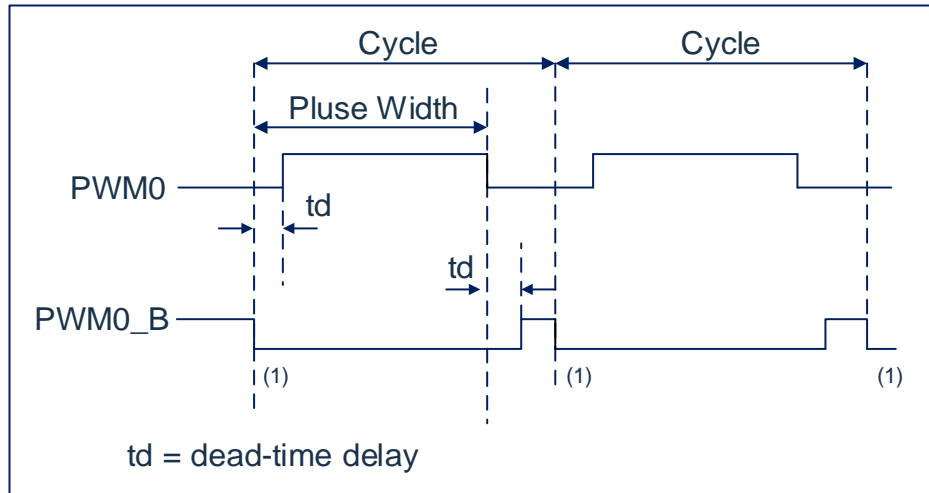 Cycle Cycle
Pluse Width
PWM0
td
td
PWM0_B
(1) (1) (1)
td = dead-time delay